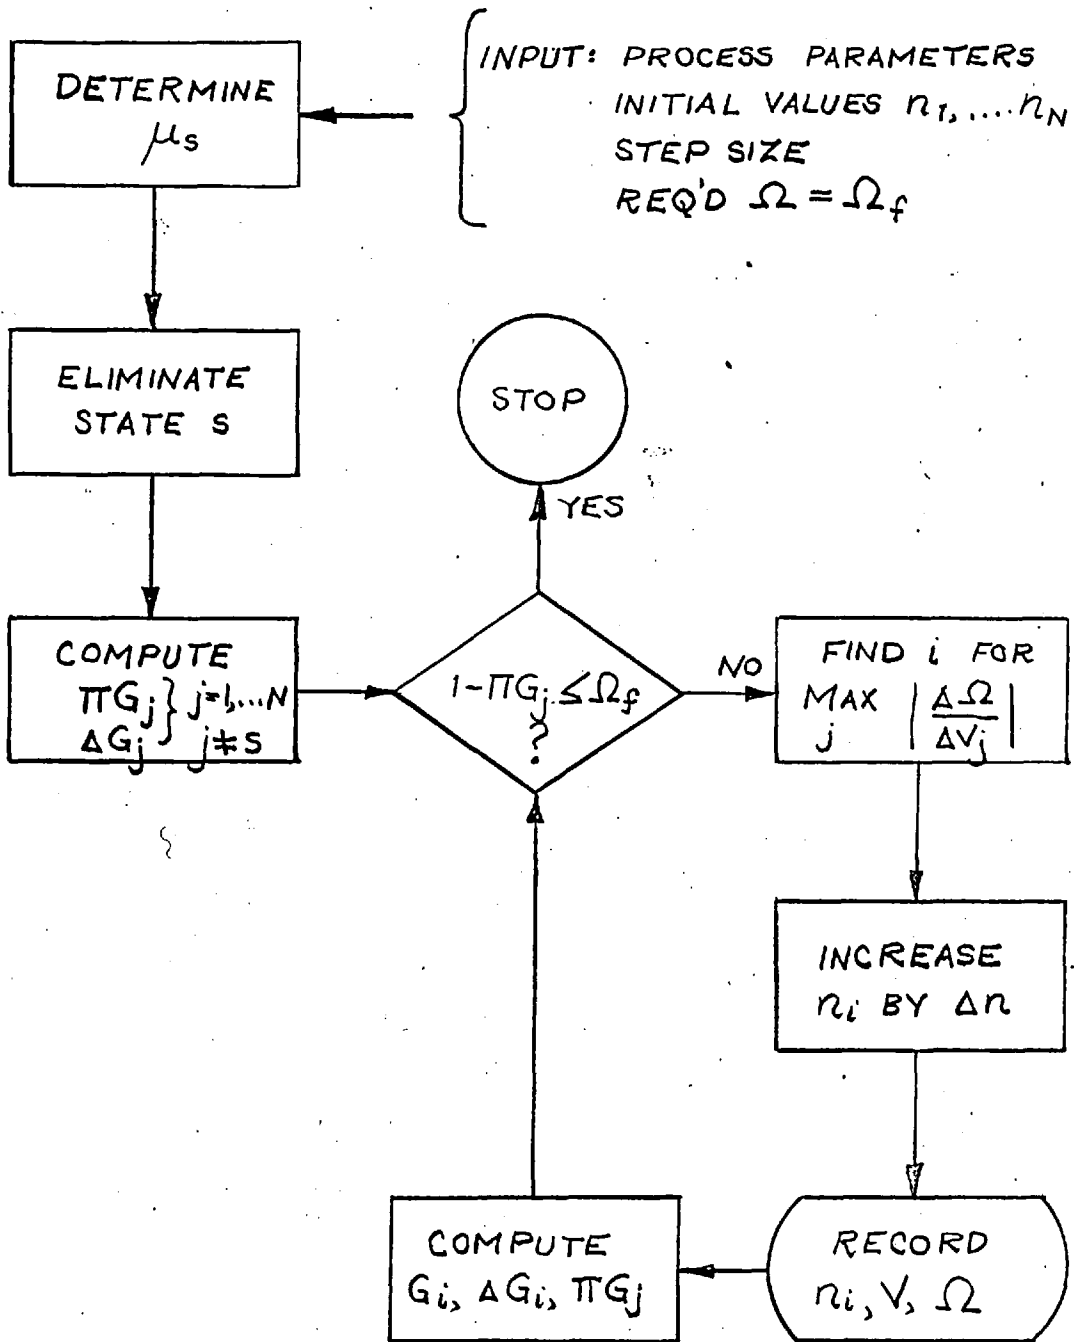 DETERMINE
μs
INPUT: PROCESS PARAMETERS
INITIAL VALUES n1,....nN
STEP SIZE
REQ'D Ω = Ωf
ELIMINATE
STATE S
STOP
YES
COMPUTE
ΠGj } j=1,...N
ΔGj } j≠S
1-ΠGj ≤ Ωf
?
NO
FIND i FOR
MAX | ΔΩ |
j | ΔVj |
INCREASE
ni BY Δn
RECORD
ni, V, Ω
COMPUTE
Gi, ΔGi, ΠGj